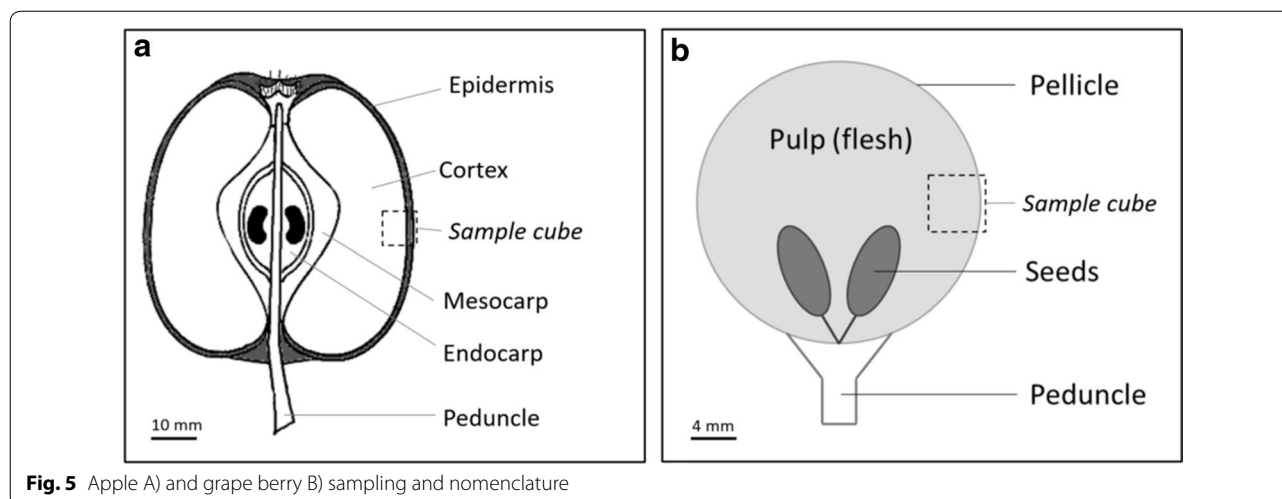 a
Epidermis
Cortex
Sample cube
Mesocarp
Endocarp
Peduncle
10 mm
b
Pellicle
Pulp (flesh)
Sample cube
Seeds
Peduncle
4 mm
Fig. 5 Apple A) and grape berry B) sampling and nomenclature